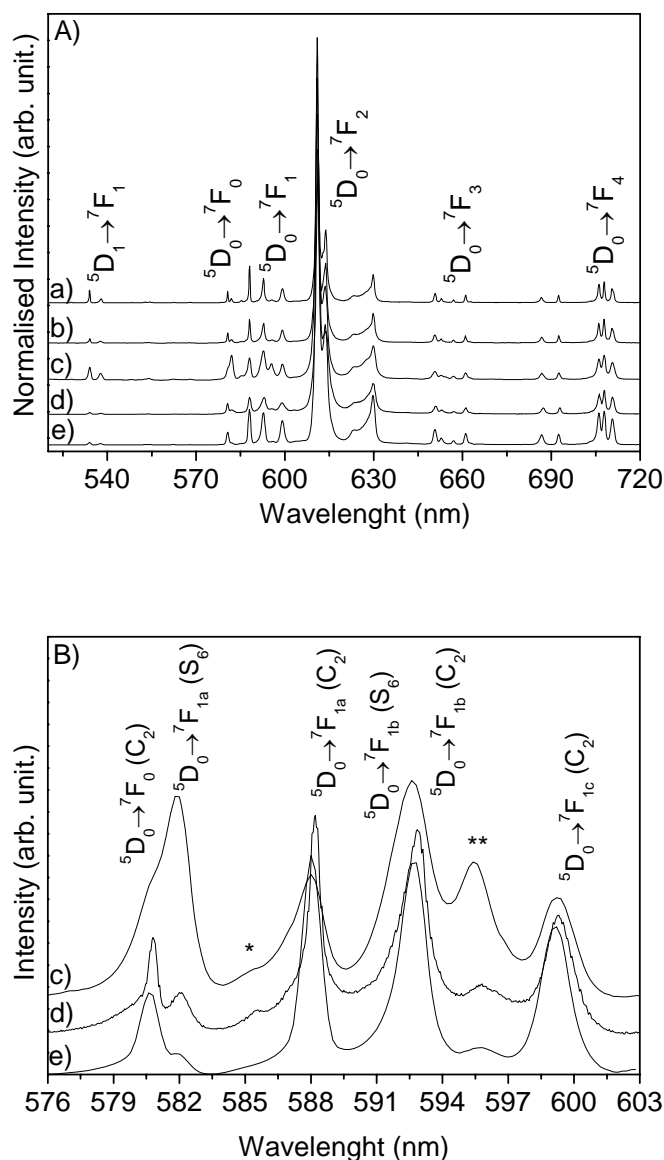 A)
Normalised Intensity (arb. unit.)
⁵D₁→⁷F₁
⁵D₀→⁷F₀
⁵D₀→⁷F₁
⁵D₀→⁷F₂
⁵D₀→⁷F₃
⁵D₀→⁷F₄
a)
b)
c)
d)
e)
540 570 600 630 660 690 720
Wavelenght (nm)
B)
Intensity (arb. unit.)
⁵D₀→⁷F₀ (C₂)
⁵D₀→⁷F₁ₐ (S₆)
⁵D₀→⁷F₁ₐ (C₂)
⁵D₀→⁷F₁b (S₆)
⁵D₀→⁷F₁b (C₂)
⁵D₀→⁷F₁c (C₂)
*
**
c)
d)
e)
576 579 582 585 588 591 594 597 600 603
Wavelenght (nm)